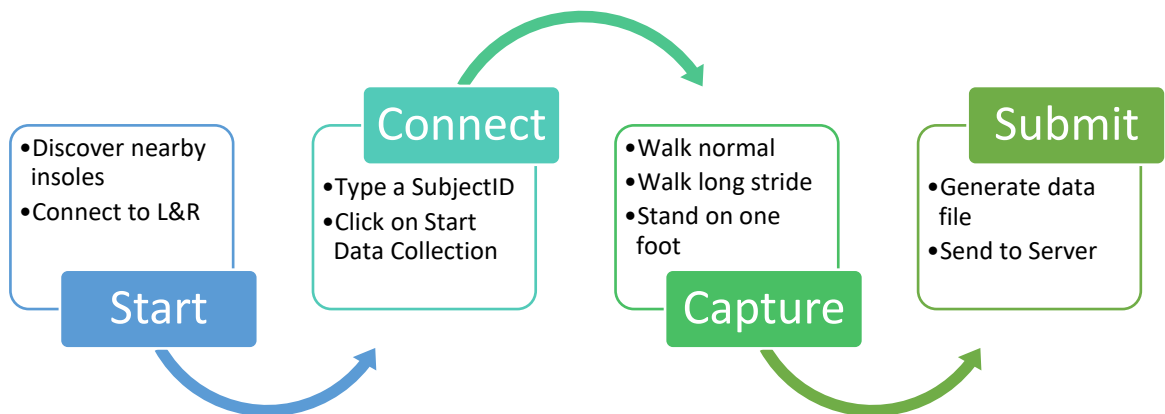 •Discover nearby
insoles
•Connect to L&R
Start
Connect
•Type a SubjectID
•Click on Start
Data Collection
•Walk normal
•Walk long stride
•Stand on one
foot
Capture
Submit
•Generate data
file
•Send to Server